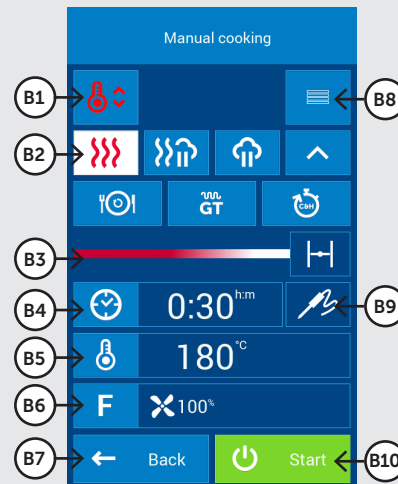 Manual cooking
B1
B8
B2
GT
C&H
B3
B4
0:30 h:m
B9
B5
180 °C
B6
F
100%
B7
Back
Start
B10